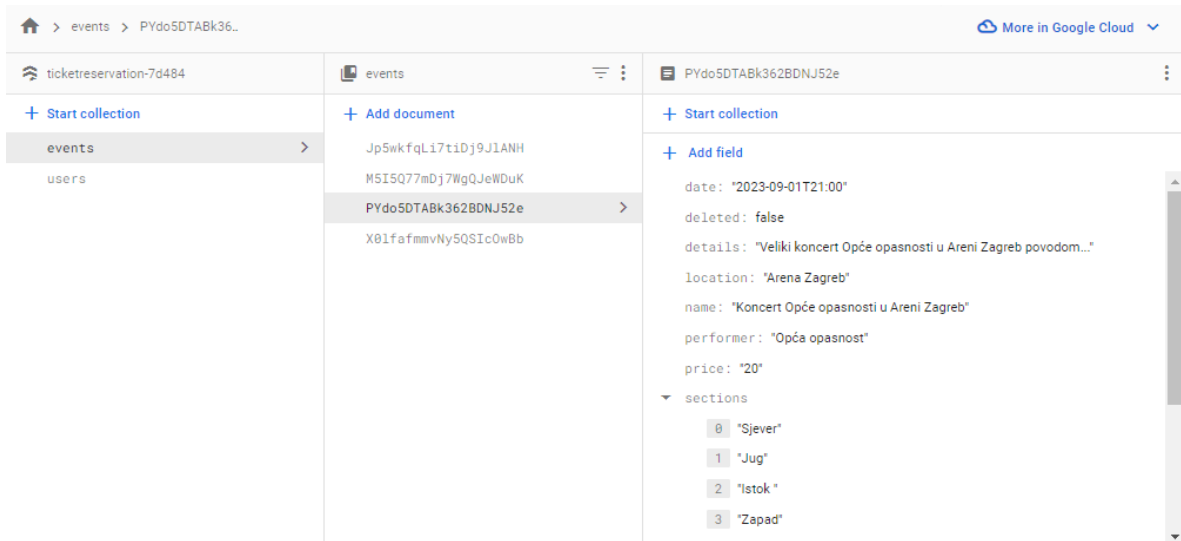 events > PYdo5DTABk36.. More in Google Cloud
ticketreservation-7d484
+ Start collection
events
users
events
+ Add document
Jp5wkfqLi7tiDj9JlANH
M5I5Q77mDj7WgQJeWDuK
PYdo5DTABk362BDNJ52e
X0lfafmmvNy5QSIcOwBb
PYdo5DTABk362BDNJ52e
+ Start collection
+ Add field
date: "2023-09-01T21:00"
deleted: false
details: "Veliki koncert Opće opasnosti u Areni Zagreb povodom..."
location: "Arena Zagreb"
name: "Koncert Opće opasnosti u Areni Zagreb"
performer: "Opća opasnost"
price: "20"
sections
0 "Sjever"
1 "Jug"
2 "Istok "
3 "Zapad"